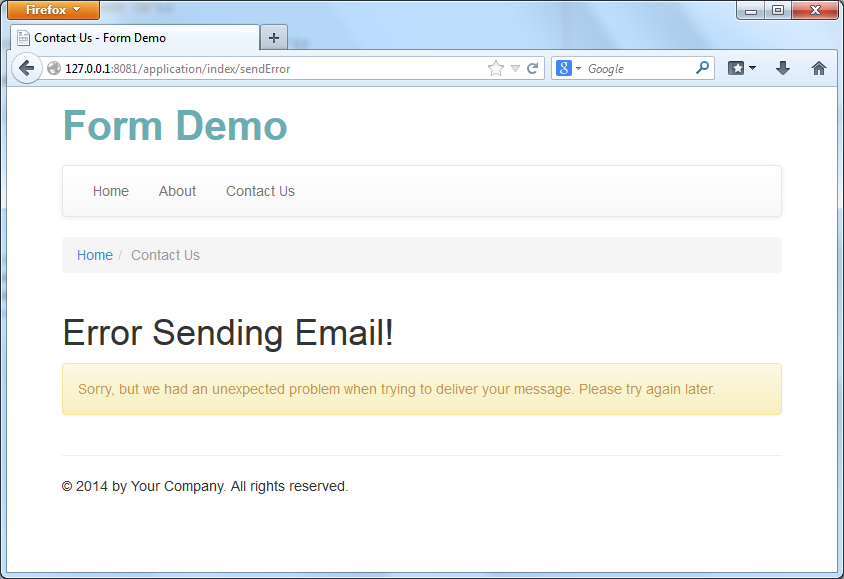 Firefox
Contact Us - Form Demo
127.0.0.1:8081/application/index/sendError
8 Google
Form Demo
Home About Contact Us
Home / Contact Us
Error Sending Email!
Sorry, but we had an unexpected problem when trying to deliver your message. Please try again later.
© 2014 by Your Company. All rights reserved.